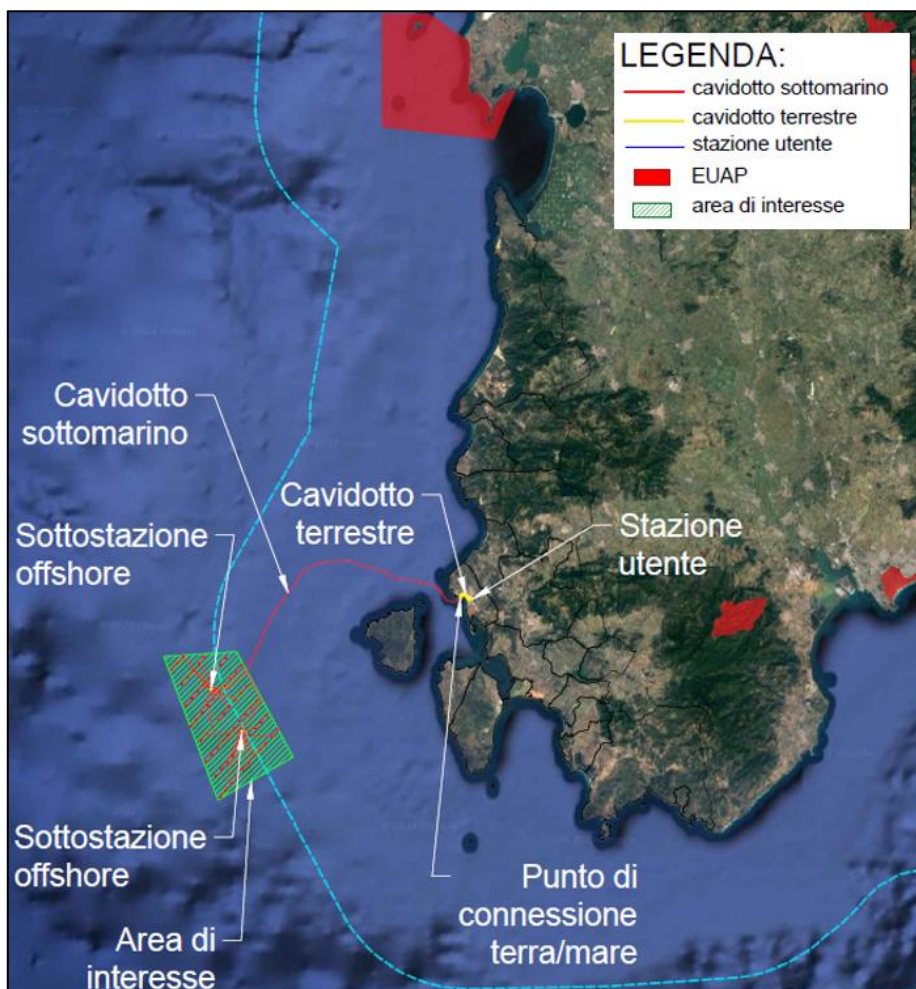 LEGENDA:
cavidotto sottomarino
cavidotto terrestre
stazione utente
EUAP
area di interesse
Cavidotto
sottomarino
Cavidotto
terrestre
Stazione
utente
Sottostazione
offshore
Sottostazione
offshore
Area di
interesse
Punto di
connessione
terra/mare